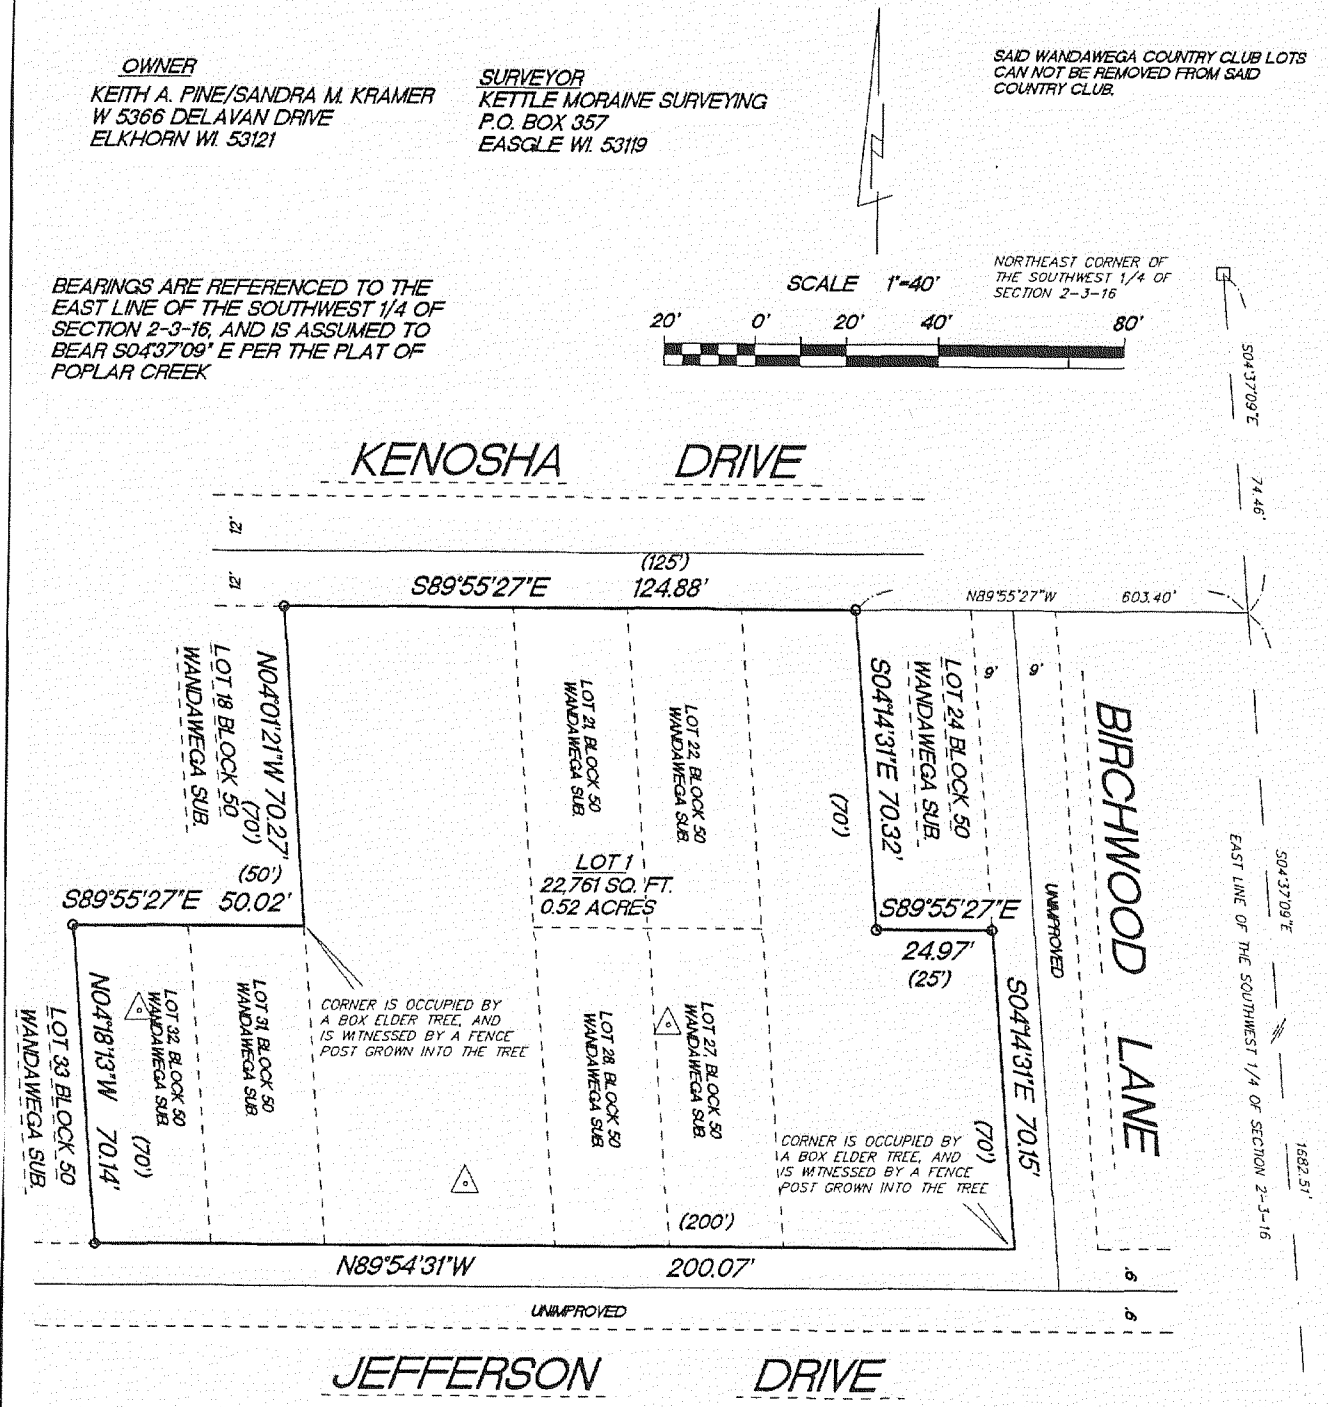 OWNER
KEITH A. PINE/SANDRA M. KRAMER
W 5366 DELAVAN DRIVE
ELKHORN WI. 53121
SURVEYOR
KETTLE MORAINE SURVEYING
P.O. BOX 357
EASGLE WI. 53119
SAID WANDAWEGA COUNTRY CLUB LOTS
CAN NOT BE REMOVED FROM SAID
COUNTRY CLUB.
BEARINGS ARE REFERENCED TO THE
EAST LINE OF THE SOUTHWEST 1/4 OF
SECTION 2-3-16, AND IS ASSUMED TO
BEAR S04°37'09" E PER THE PLAT OF
POPLAR CREEK
SCALE 1"=40'
20' 0' 20' 40' 80'
NORTHEAST CORNER OF
THE SOUTHWEST 1/4 OF
SECTION 2-3-16
S04°37'09"E
74.46'
KENOSHA DRIVE
12'
12'
(125')
S89°55'27"E 124.88'
N89°55'27"W 603.40'
LOT 18 BLOCK 50
WANDAWEGA SUB.
N04°01'21"W 70.27'
(70')
LOT 21, BLOCK 50
WANDAWEGA SUB.
LOT 22, BLOCK 50
WANDAWEGA SUB.
(70')
S04°14'31"E 70.32'
LOT 24 BLOCK 50
WANDAWEGA SUB.
9'
9'
BIRCHWOOD LANE
UNIMPROVED
(50')
S89°55'27"E 50.02'
LOT 1
22,761 SQ. FT.
0.52 ACRES
S89°55'27"E
24.97'
(25')
S04°37'09"E
EAST LINE OF THE SOUTHWEST 1/4 OF SECTION 2-3-16
1682.51'
LOT 33 BLOCK 50
WANDAWEGA SUB.
N04°18'13"W 70.14'
(70')
LOT 32, BLOCK 50
WANDAWEGA SUB.
LOT 31, BLOCK 50
WANDAWEGA SUB.
CORNER IS OCCUPIED BY
A BOX ELDER TREE, AND
IS WITNESSED BY A FENCE
POST GROWN INTO THE TREE
LOT 28, BLOCK 50
WANDAWEGA SUB.
LOT 27, BLOCK 50
WANDAWEGA SUB.
S04°14'31"E 70.15'
(70')
CORNER IS OCCUPIED BY
A BOX ELDER TREE, AND
IS WITNESSED BY A FENCE
POST GROWN INTO THE TREE
(200')
N89°54'31"W 200.07'
UNIMPROVED
9'
9'
JEFFERSON DRIVE